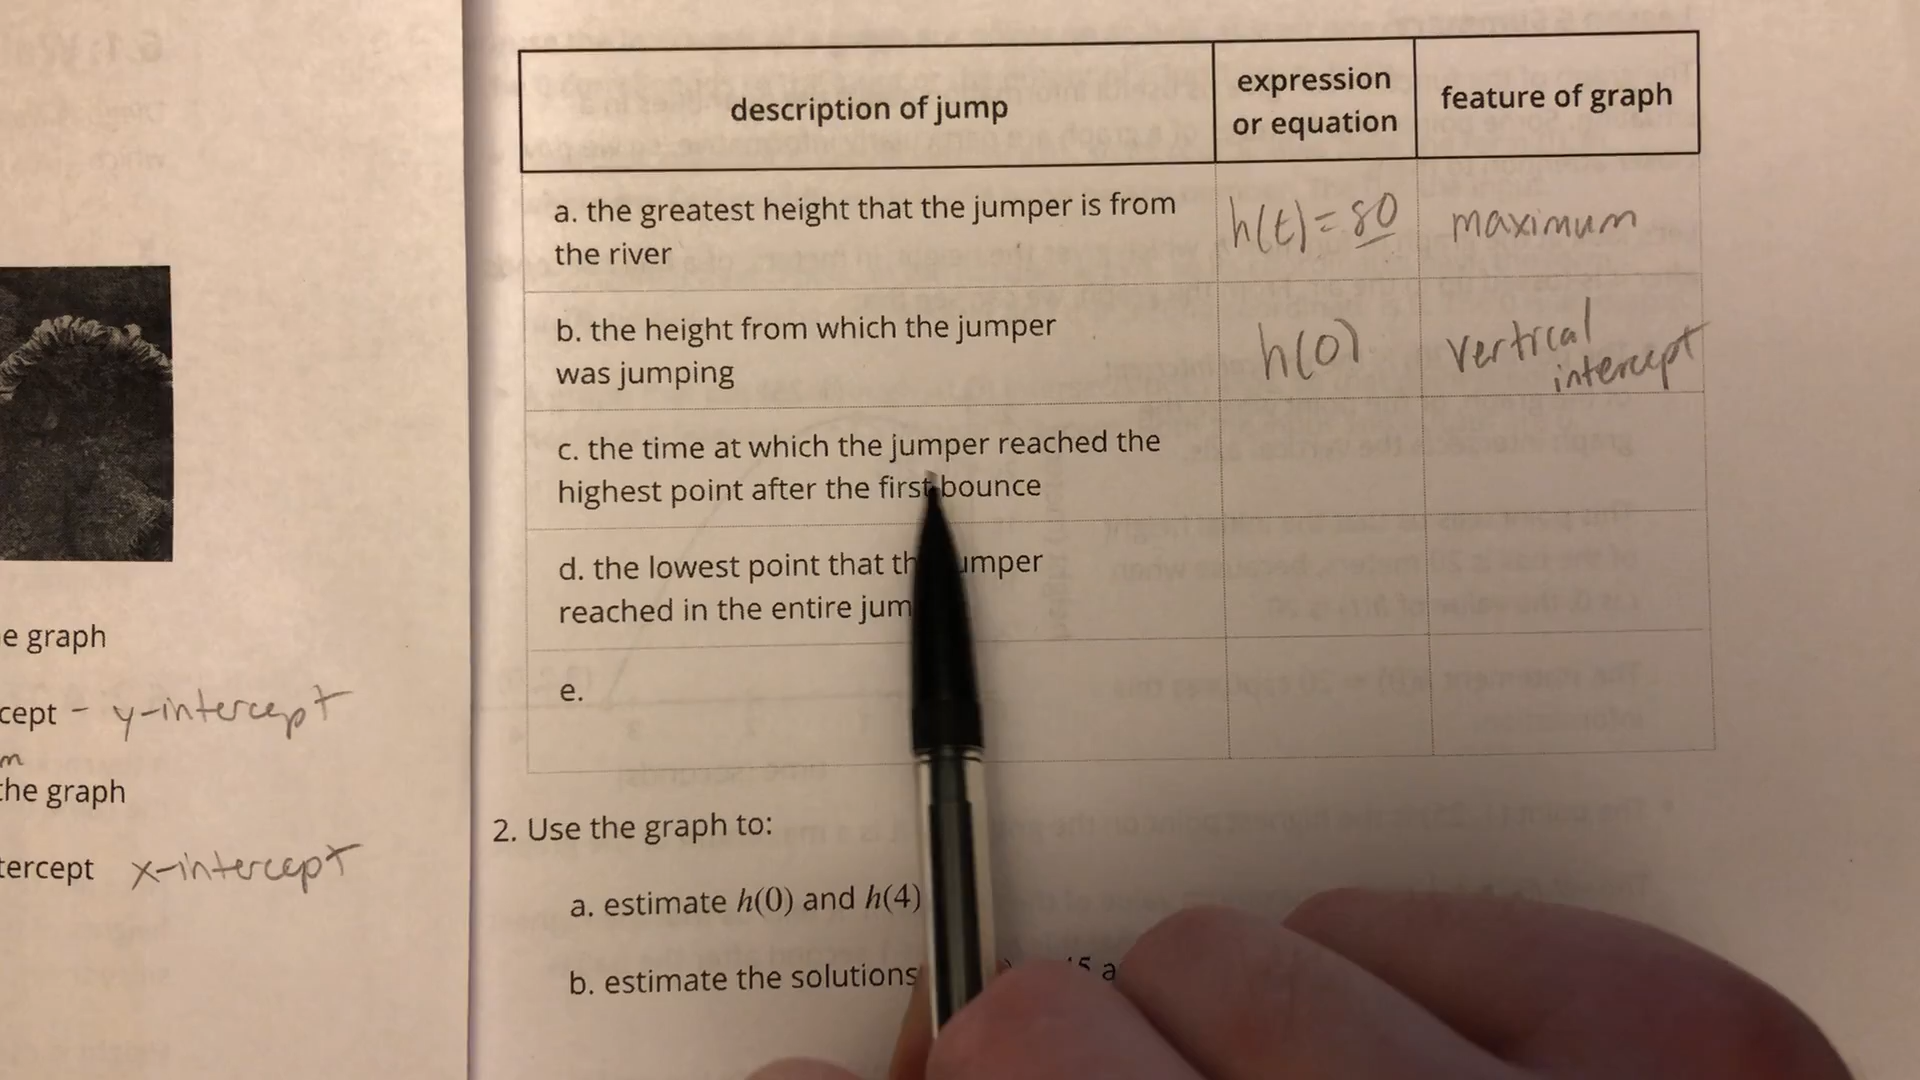 description of jump
expression
or equation
feature of graph
a. the greatest height that the jumper is from
the river
h(t) = 80
maximum
b. the height from which the jumper
was jumping
h(0)
vertical
intercept
c. the time at which the jumper reached the
highest point after the first bounce
d. the lowest point that th umper
reached in the entire jum
e.
2. Use the graph to:
a. estimate h(0) and h(4)
b. estimate the solutions
e graph
cept - y-intercept
m
the graph
tercept x-intercept